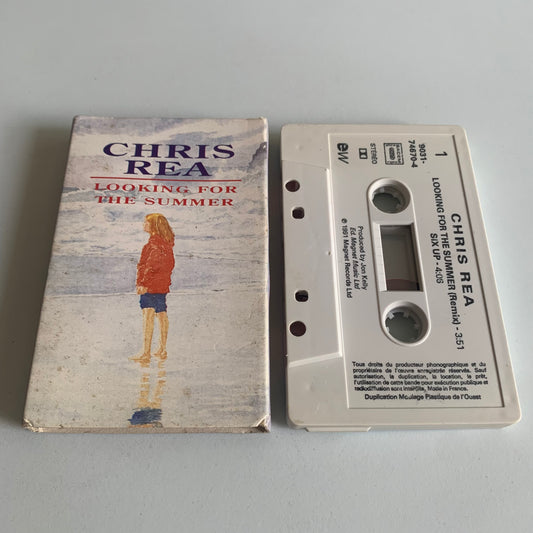 CHRIS
REA
LOOKING FOR
THE SUMMER
1
9031-
74670-4
STEREO
ew
CHRIS REA
LOOKING FOR THE SUMMER (Remix) - 3:51
SIX UP - 4:06
Produced by Jon Kelly
Ed. Magnet Music Ltd
℗ 1991 Magnet Records Ltd
Tous droits du producteur phonographique et du
propriétaire de l'œuvre enregistrée réservés. Sauf
autorisation, la duplication, la location, le prêt,
l'utilisation de cette bande pour exécution publique et
radiodiffusion sont interdits. Made in France.
Duplication Moulage Plastique de l'Ouest